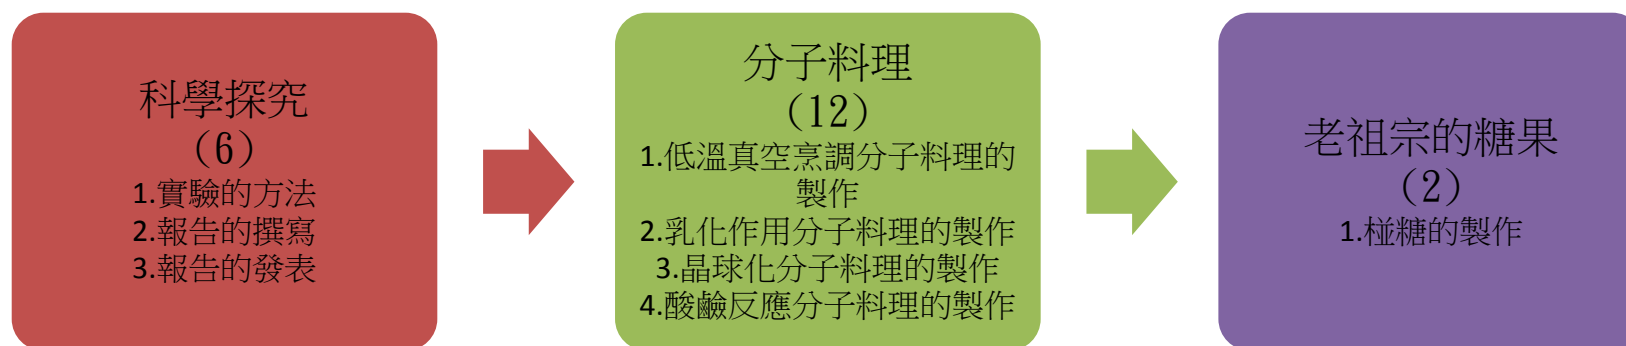 科學探究
(6)
1.實驗的方法
2.報告的撰寫
3.報告的發表
分子料理
(12)
1.低溫真空烹調分子料理的
製作
2.乳化作用分子料理的製作
3.晶球化分子料理的製作
4.酸鹼反應分子料理的製作
老祖宗的糖果
(2)
1.椪糖的製作